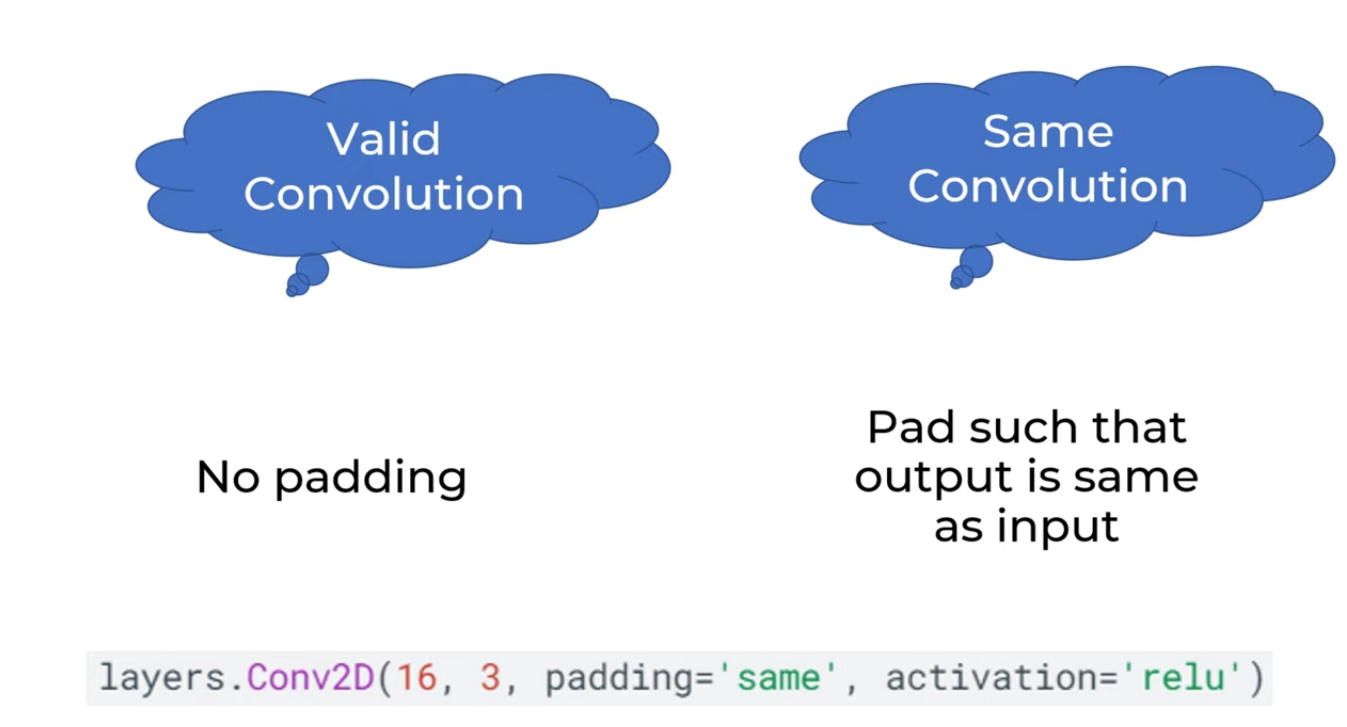 Valid
Convolution
Same
Convolution
No padding
Pad such that
output is same
as input
layers.Conv2D(16, 3, padding='same', activation='relu')